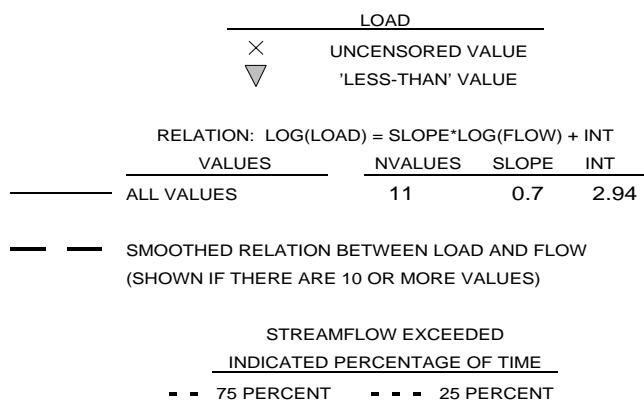 LOAD
UNCENSORED VALUE
'LESS-THAN' VALUE
RELATION: LOG(LOAD) = SLOPE*LOG(FLOW) + INT
VALUES NVALUES SLOPE INT
ALL VALUES 11 0.7 2.94
SMOOTHED RELATION BETWEEN LOAD AND FLOW
(SHOWN IF THERE ARE 10 OR MORE VALUES)
STREAMFLOW EXCEEDED
INDICATED PERCENTAGE OF TIME
75 PERCENT 25 PERCENT